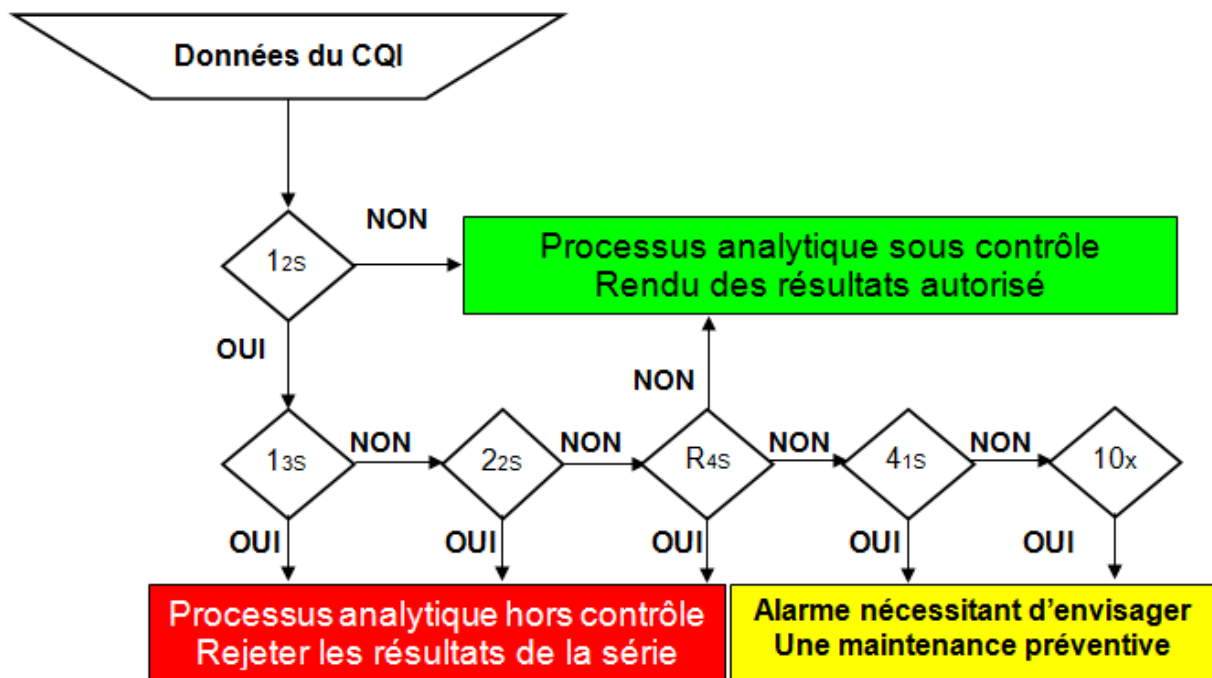 Données du CQI
12S
NON
Processus analytique sous contrôle
Rendu des résultats autorisé
OUI
NON
13S
NON
22S
NON
R4S
NON
41S
NON
10x
OUI
OUI
OUI
OUI
OUI
Processus analytique hors contrôle
Rejeter les résultats de la série
Alarme nécessitant d'envisager
Une maintenance préventive